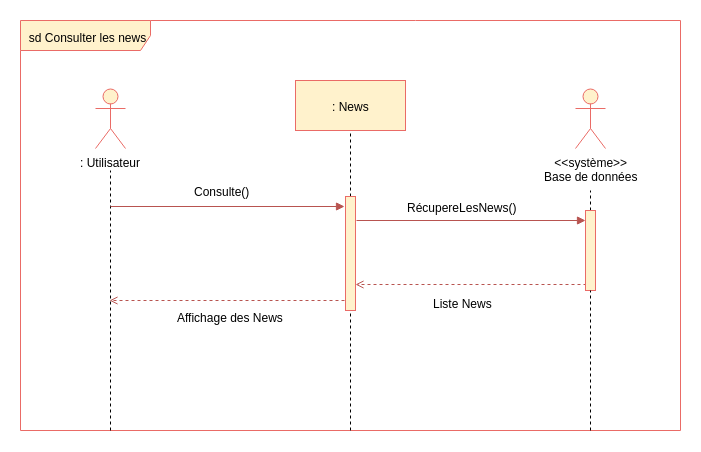 sd Consulter les news
: Utilisateur
: News
<<système>>
Base de données
Consulte()
RécupereLesNews()
Liste News
Affichage des News